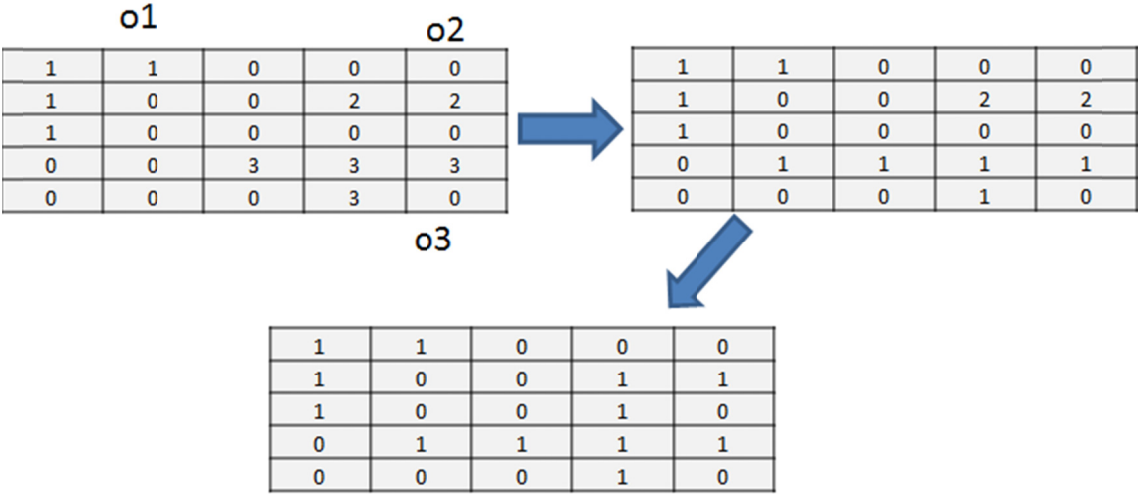 o1
o2
1 1 0 0 0
1 0 0 2 2
1 0 0 0 0
0 0 3 3 3
0 0 0 3 0
o3
1 1 0 0 0
1 0 0 2 2
1 0 0 0 0
0 1 1 1 1
0 0 0 1 0
1 1 0 0 0
1 0 0 1 1
1 0 0 1 0
0 1 1 1 1
0 0 0 1 0